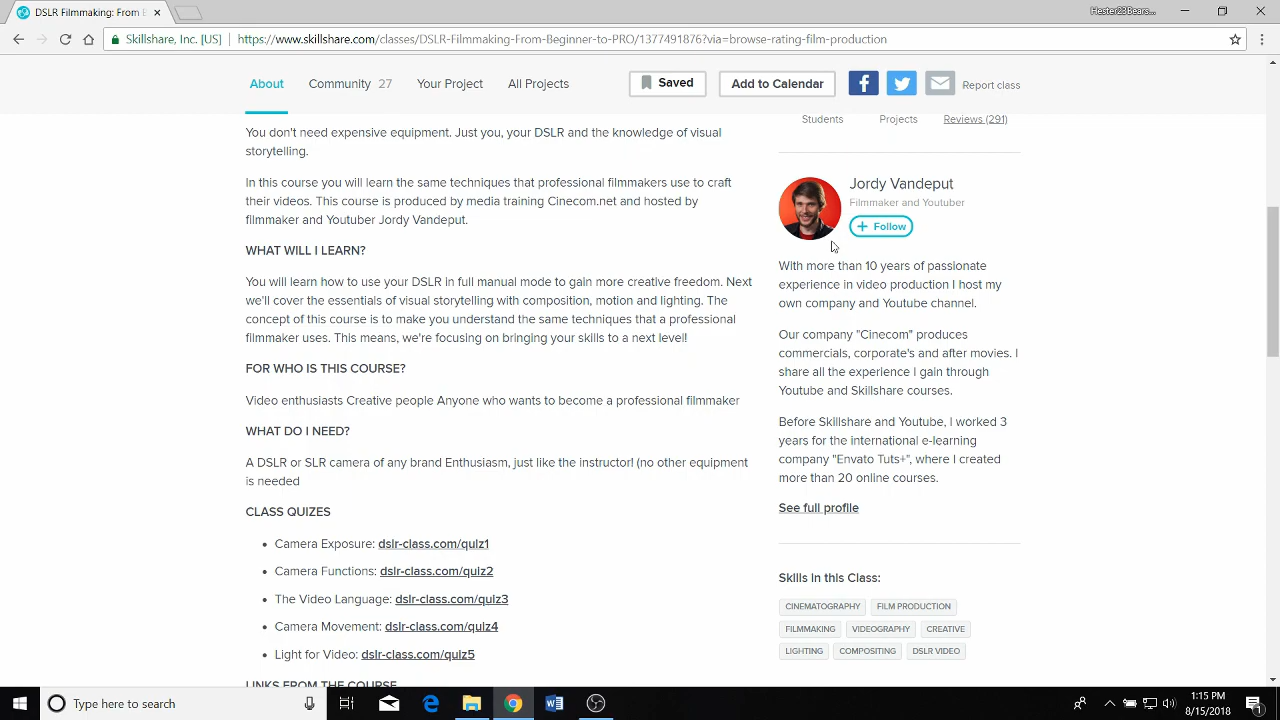 DSLR Filmmaking: From B
Hester23Bears...
Skillshare, Inc. [US]
https://www.skillshare.com/classes/DSLR-Filmmaking-From-Beginner-to-PRO/1377491876?via=browse-rating-film-production
About
Community 27
Your Project
All Projects
Saved
Add to Calendar
Report class
Students
Projects
Reviews (291)
You don't need expensive equipment. Just you, your DSLR and the knowledge of visual
storytelling.
In this course you will learn the same techniques that professional filmmakers use to craft
their videos. This course is produced by media training Cinecom.net and hosted by
filmmaker and Youtuber Jordy Vandeput.
WHAT WILL I LEARN?
You will learn how to use your DSLR in full manual mode to gain more creative freedom. Next
we'll cover the essentials of visual storytelling with composition, motion and lighting. The
concept of this course is to make you understand the same techniques that a professional
filmmaker uses. This means, we're focusing on bringing your skills to a next level!
FOR WHO IS THIS COURSE?
Video enthusiasts Creative people Anyone who wants to become a professional filmmaker
WHAT DO I NEED?
A DSLR or SLR camera of any brand Enthusiasm, just like the instructor! (no other equipment
is needed
CLASS QUIZES
• Camera Exposure: dslr-class.com/quiz1
• Camera Functions: dslr-class.com/quiz2
• The Video Language: dslr-class.com/quiz3
• Camera Movement: dslr-class.com/quiz4
• Light for Video: dslr-class.com/quiz5
LINKS FROM THE COURSE
Jordy Vandeput
Filmmaker and Youtuber
+ Follow
With more than 10 years of passionate
experience in video production I host my
own company and Youtube channel.
Our company "Cinecom" produces
commercials, corporate's and after movies. I
share all the experience I gain through
Youtube and Skillshare courses.
Before Skillshare and Youtube, I worked 3
years for the international e-learning
company "Envato Tuts+", where I created
more than 20 online courses.
See full profile
Skills in this Class:
CINEMATOGRAPHY
FILM PRODUCTION
FILMMAKING
VIDEOGRAPHY
CREATIVE
LIGHTING
COMPOSITING
DSLR VIDEO
Type here to search
1:15 PM
8/15/2018
1